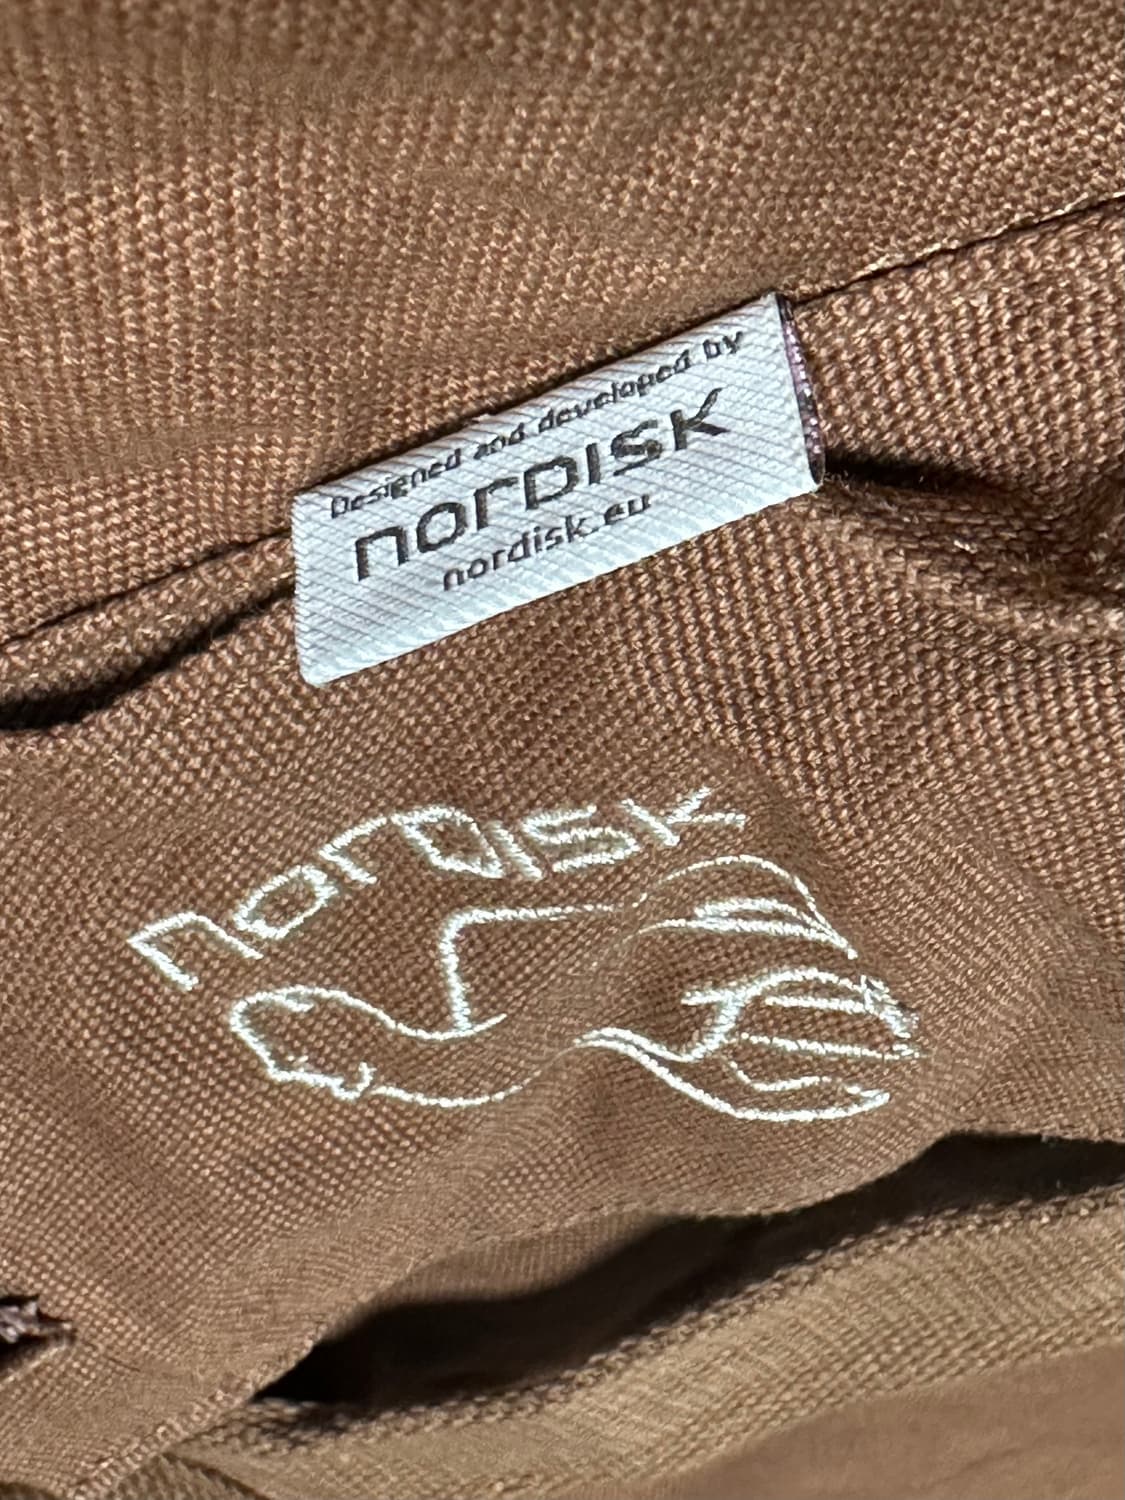 Designed and developed by
norDISK
nordisk.eu
norDISK